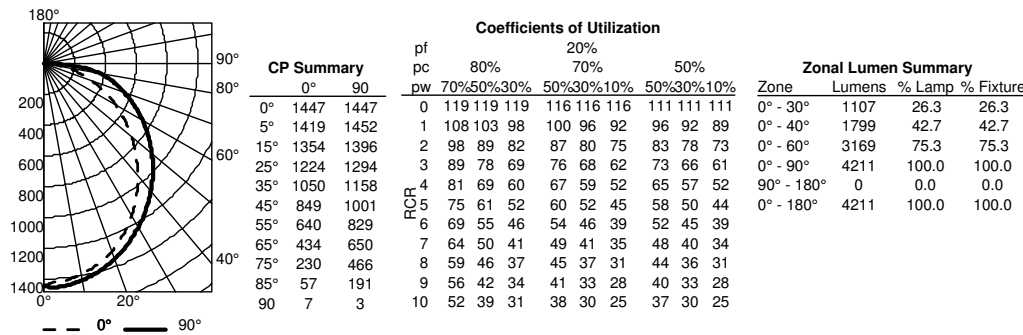 180°
90°
80°
60°
40°
20°
0°
200
400
600
800
1000
1200
1400
0° 90°
CP Summary
0° 90
0° 1447 1447
5° 1419 1452
15° 1354 1396
25° 1224 1294
35° 1050 1158
45° 849 1001
55° 640 829
65° 434 650
75° 230 466
85° 57 191
90 7 3
Coefficients of Utilization
pf 20%
pc 80% 70% 50%
pw 70%50%30% 50%30%10% 50%30%10%
RCR
0 119 119 119 116 116 116 111 111 111
1 108 103 98 100 96 92 96 92 89
2 98 89 82 87 80 75 83 78 73
3 89 78 69 76 68 62 73 66 61
4 81 69 60 67 59 52 65 57 52
5 75 61 52 60 52 45 58 50 44
6 69 55 46 54 46 39 52 45 39
7 64 50 41 49 41 35 48 40 34
8 59 46 37 45 37 31 44 36 31
9 56 42 34 41 33 28 40 33 28
10 52 39 31 38 30 25 37 30 25
Zonal Lumen Summary
Zone Lumens % Lamp % Fixture
0° - 30° 1107 26.3 26.3
0° - 40° 1799 42.7 42.7
0° - 60° 3169 75.3 75.3
0° - 90° 4211 100.0 100.0
90° - 180° 0 0.0 0.0
0° - 180° 4211 100.0 100.0